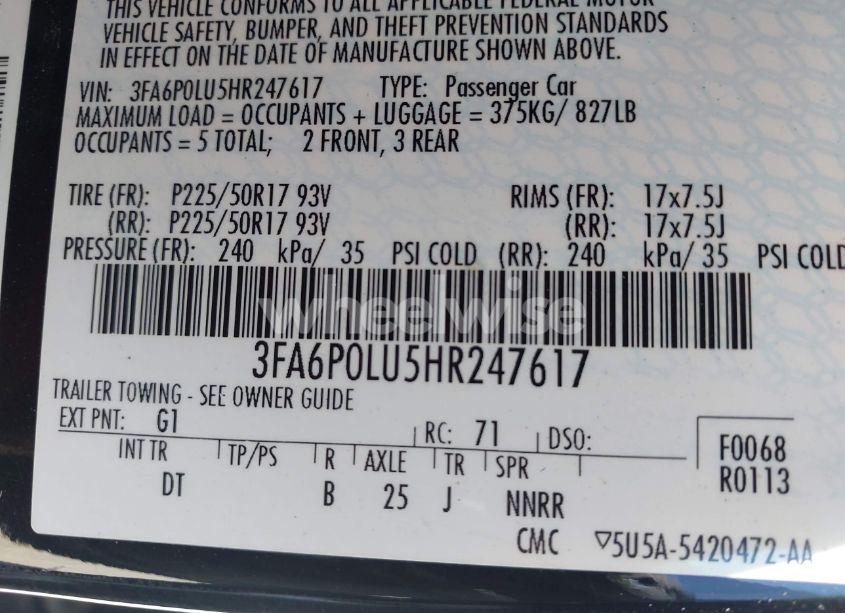 THIS VEHICLE CONFORMS TO ALL APPLICABLE FEDERAL MOTOR
VEHICLE SAFETY, BUMPER, AND THEFT PREVENTION STANDARDS
IN EFFECT ON THE DATE OF MANUFACTURE SHOWN ABOVE.
VIN: 3FA6P0LU5HR247617 TYPE: Passenger Car
MAXIMUM LOAD = OCCUPANTS + LUGGAGE = 375KG/ 827LB
OCCUPANTS = 5 TOTAL; 2 FRONT, 3 REAR
TIRE (FR): P225/50R17 93V RIMS (FR): 17x7.5J
(RR): P225/50R17 93V (RR): 17x7.5J
PRESSURE (FR): 240 kPa/ 35 PSI COLD (RR): 240 kPa/ 35 PSI COLD
wheelwise
3FA6P0LU5HR247617
TRAILER TOWING - SEE OWNER GUIDE
EXT PNT: G1 RC: 71 DSO:
INT TR TP/PS R AXLE TR SPR F0068
DT B 25 J NNRR R0113
CMC ▽5U5A-5420472-AA